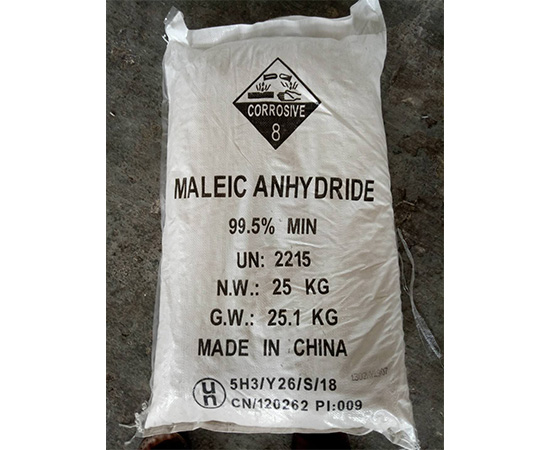 CORROSIVE
8
MALEIC ANHYDRIDE
99.5% MIN
UN: 2215
N.W.: 25 KG
G.W.: 25.1 KG
MADE IN CHINA
un 5H3/Y26/S/18
CN/120262 PI:009